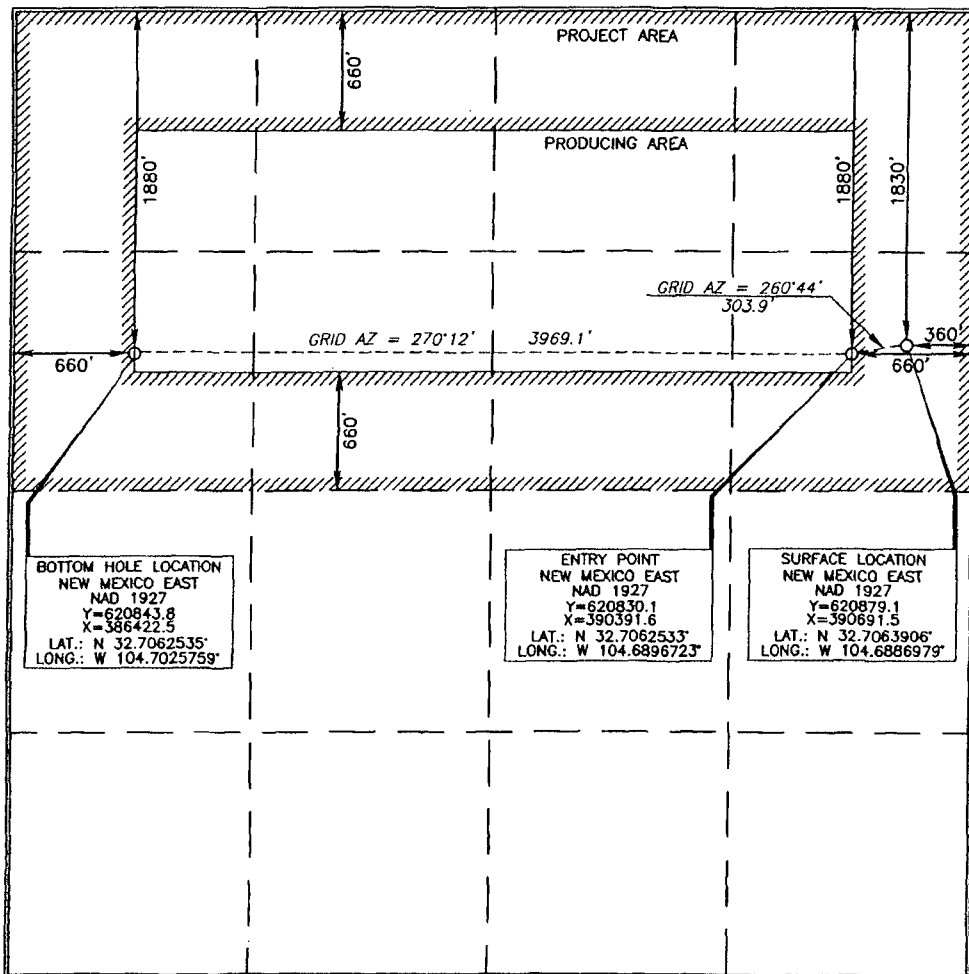 PROJECT AREA
660'
PRODUCING AREA
1880'
1880'
1830'
GRID AZ = 260°44'
303.9'
GRID AZ = 270°12' 3969.1'
360'
660'
660'
660'
BOTTOM HOLE LOCATION
NEW MEXICO EAST
NAD 1927
Y=620843.8
X=386422.5
LAT.: N 32.7062535°
LONG.: W 104.7025759°
ENTRY POINT
NEW MEXICO EAST
NAD 1927
Y=620830.1
X=390391.6
LAT.: N 32.7062533°
LONG.: W 104.6896723°
SURFACE LOCATION
NEW MEXICO EAST
NAD 1927
Y=620879.1
X=390691.5
LAT.: N 32.7063906°
LONG.: W 104.6886979°